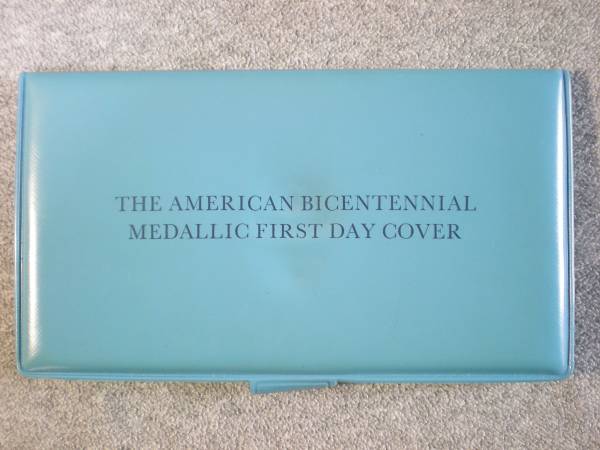 THE AMERICAN BICENTENNIAL
MEDALLIC FIRST DAY COVER